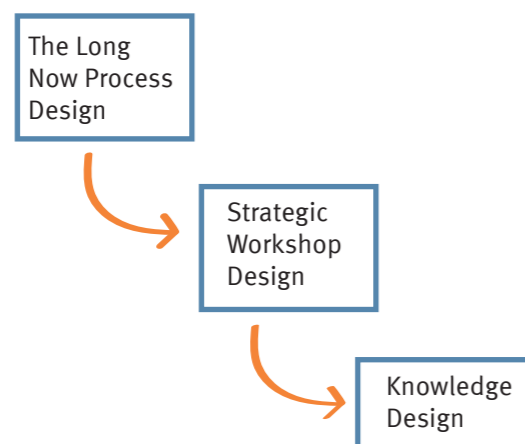 The Long
Now Process
Design
Strategic
Workshop
Design
Knowledge
Design